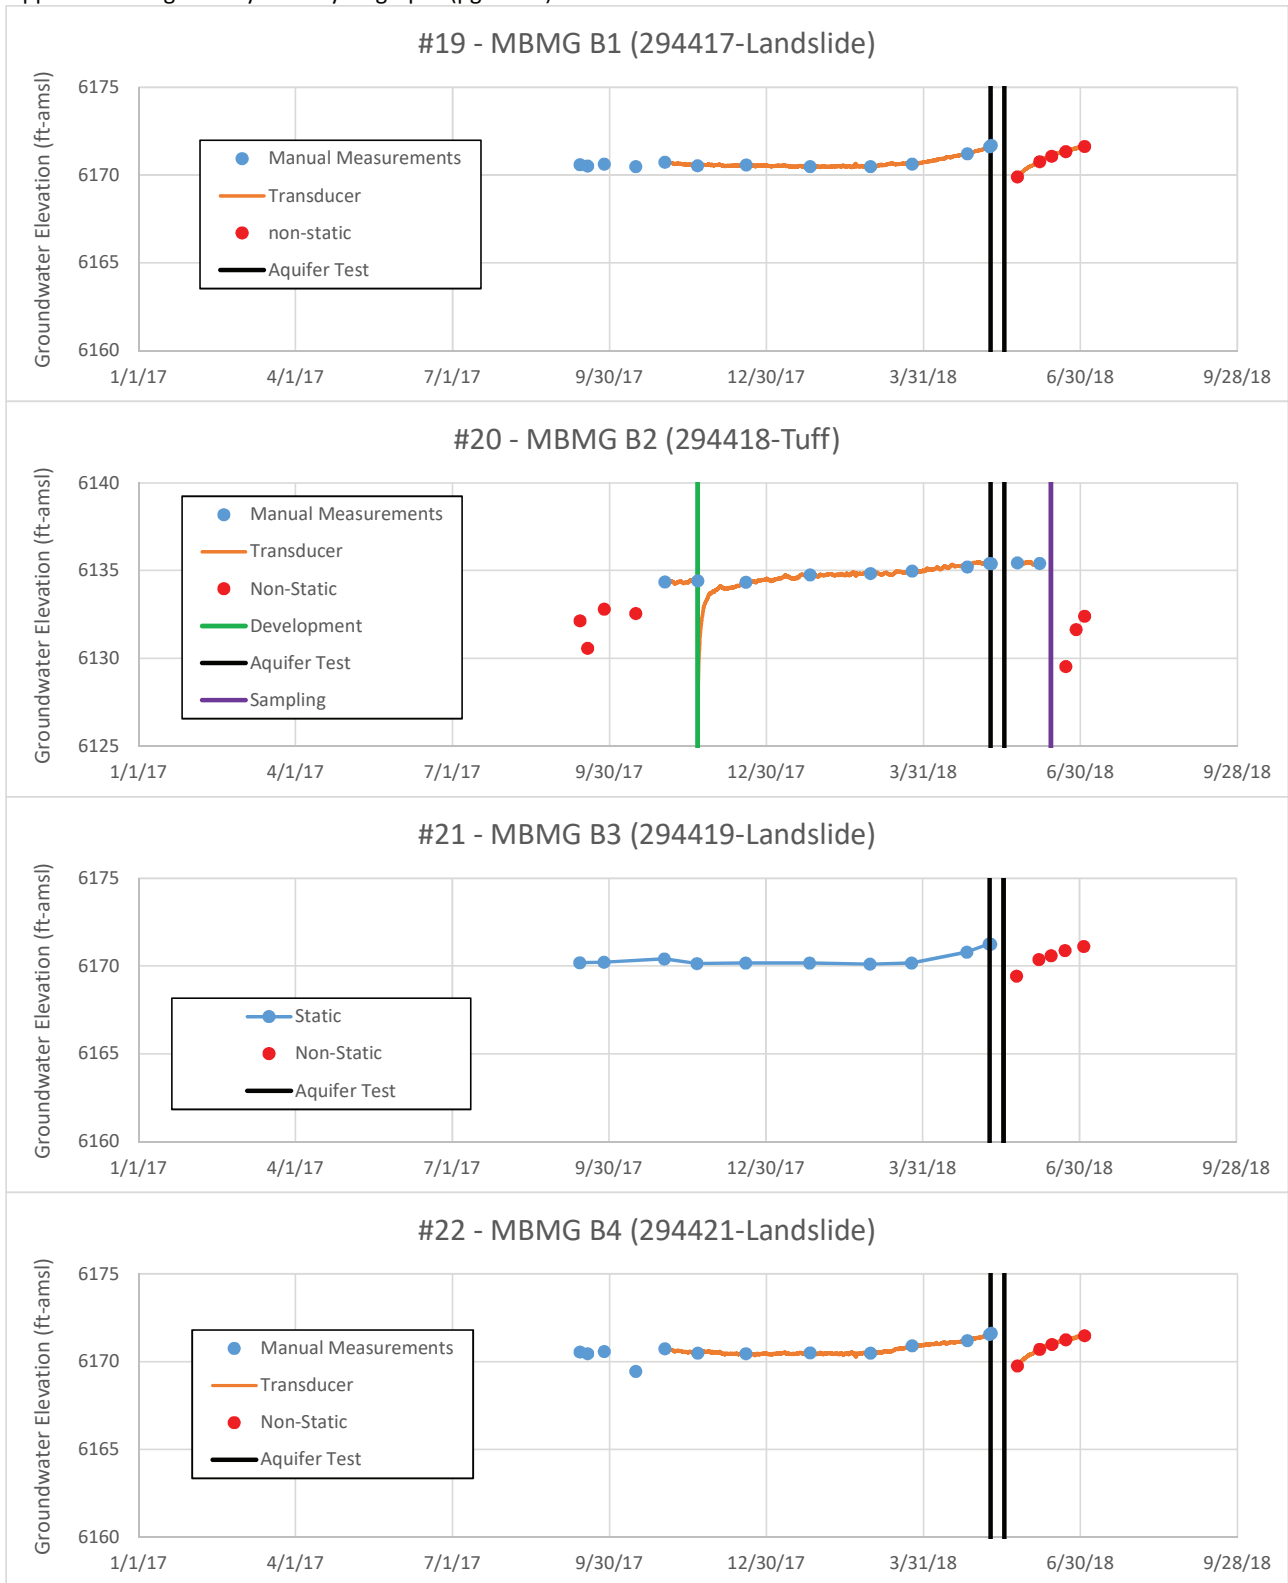 #19 - MBMG B1 (294417-Landslide)
Groundwater Elevation (ft-amsl)
6175
6170
6165
6160
Manual Measurements
Transducer
non-static
Aquifer Test
1/1/17 4/1/17 7/1/17 9/30/17 12/30/17 3/31/18 6/30/18 9/28/18
#20 - MBMG B2 (294418-Tuff)
Groundwater Elevation (ft-amsl)
6140
6135
6130
6125
Manual Measurements
Transducer
Non-Static
Development
Aquifer Test
Sampling
1/1/17 4/1/17 7/1/17 9/30/17 12/30/17 3/31/18 6/30/18 9/28/18
#21 - MBMG B3 (294419-Landslide)
Groundwater Elevation (ft-amsl)
6175
6170
6165
6160
Static
Non-Static
Aquifer Test
1/1/17 4/1/17 7/1/17 9/30/17 12/30/17 3/31/18 6/30/18 9/28/18
#22 - MBMG B4 (294421-Landslide)
Groundwater Elevation (ft-amsl)
6175
6170
6165
6160
Manual Measurements
Transducer
Non-Static
Aquifer Test
1/1/17 4/1/17 7/1/17 9/30/17 12/30/17 3/31/18 6/30/18 9/28/18